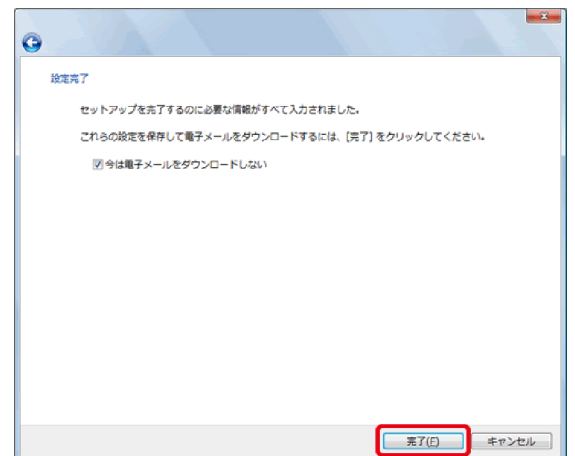 設定完了
セットアップを完了するのに必要な情報がすべて入力されました。
これらの設定を保存して電子メールをダウンロードするには、[完了] をクリックしてください。
今は電子メールをダウンロードしない
完了(F)
キャンセル